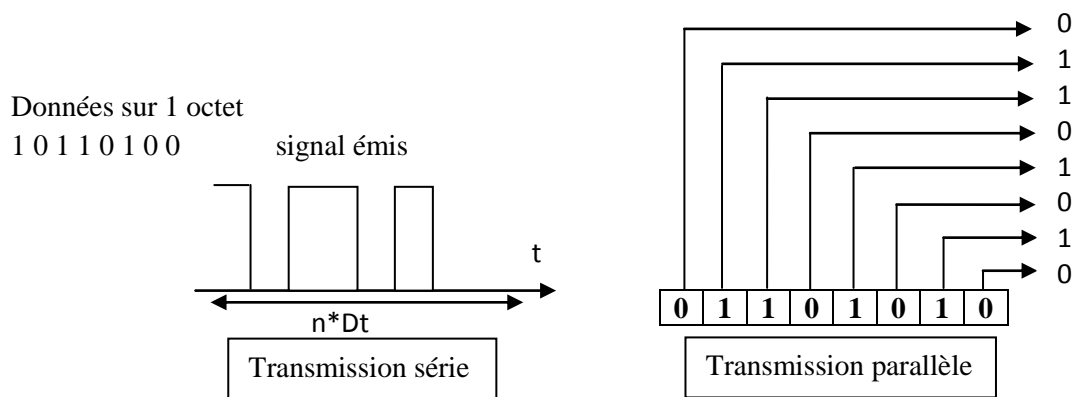 Données sur 1 octet
1 0 1 1 0 1 0 0
signal émis
t
n*Dt
Transmission série
0
1
1
0
1
0
1
0
0 1 1 0 1 0 1 0
Transmission parallèle